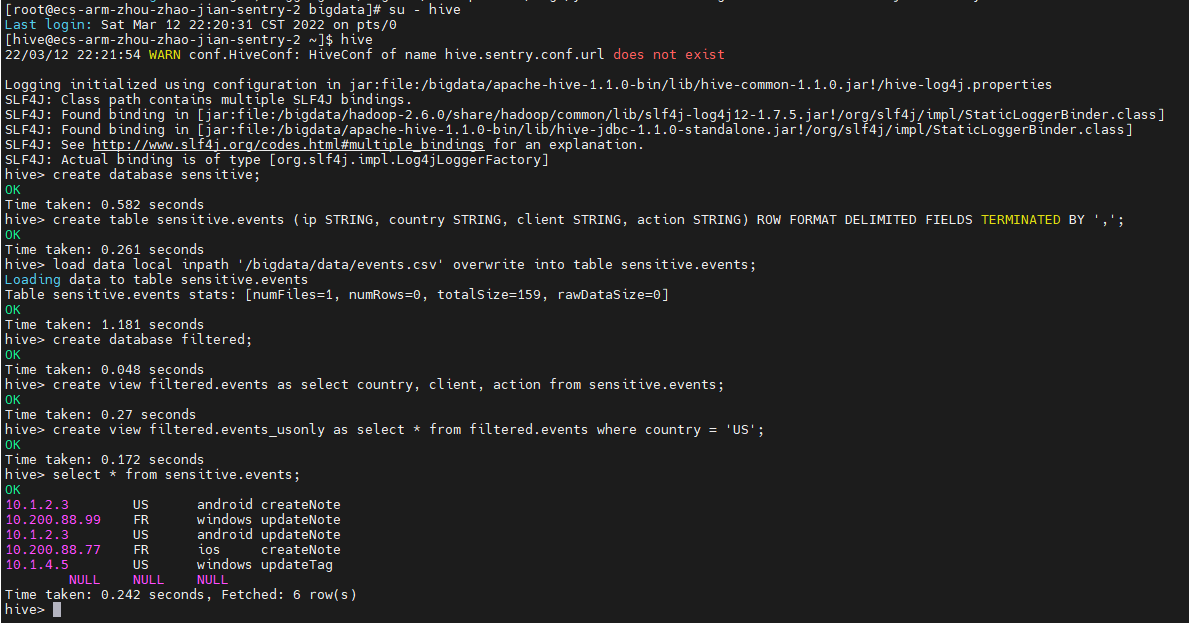 [root@ecs-arm-zhou-zhao-jian-sentry-2 bigdata]# su - hive
Last login: Sat Mar 12 22:20:31 CST 2022 on pts/0
[hive@ecs-arm-zhou-zhao-jian-sentry-2 ~]$ hive
22/03/12 22:21:54 WARN conf.HiveConf: HiveConf of name hive.sentry.conf.url does not exist

Logging initialized using configuration in jar:file:/bigdata/apache-hive-1.1.0-bin/lib/hive-common-1.1.0.jar!/hive-log4j.properties
SLF4J: Class path contains multiple SLF4J bindings.
SLF4J: Found binding in [jar:file:/bigdata/hadoop-2.6.0/share/hadoop/common/lib/slf4j-log4j12-1.7.5.jar!/org/slf4j/impl/StaticLoggerBinder.class]
SLF4J: Found binding in [jar:file:/bigdata/apache-hive-1.1.0-bin/lib/hive-jdbc-1.1.0-standalone.jar!/org/slf4j/impl/StaticLoggerBinder.class]
SLF4J: See http://www.slf4j.org/codes.html#multiple_bindings for an explanation.
SLF4J: Actual binding is of type [org.slf4j.impl.Log4jLoggerFactory]
hive> create database sensitive;
OK
Time taken: 0.582 seconds
hive> create table sensitive.events (ip STRING, country STRING, client STRING, action STRING) ROW FORMAT DELIMITED FIELDS TERMINATED BY ',';
OK
Time taken: 0.261 seconds
hive> load data local inpath '/bigdata/data/events.csv' overwrite into table sensitive.events;
Loading data to table sensitive.events
Table sensitive.events stats: [numFiles=1, numRows=0, totalSize=159, rawDataSize=0]
OK
Time taken: 1.181 seconds
hive> create database filtered;
OK
Time taken: 0.048 seconds
hive> create view filtered.events as select country, client, action from sensitive.events;
OK
Time taken: 0.27 seconds
hive> create view filtered.events_usonly as select * from filtered.events where country = 'US';
OK
Time taken: 0.172 seconds
hive> select * from sensitive.events;
OK
10.1.2.3        US      android createNote
10.200.88.99    FR      windows updateNote
10.1.2.3        US      android updateNote
10.200.88.77    FR      ios     createNote
10.1.4.5        US      windows updateTag
        NULL    NULL    NULL
Time taken: 0.242 seconds, Fetched: 6 row(s)
hive>